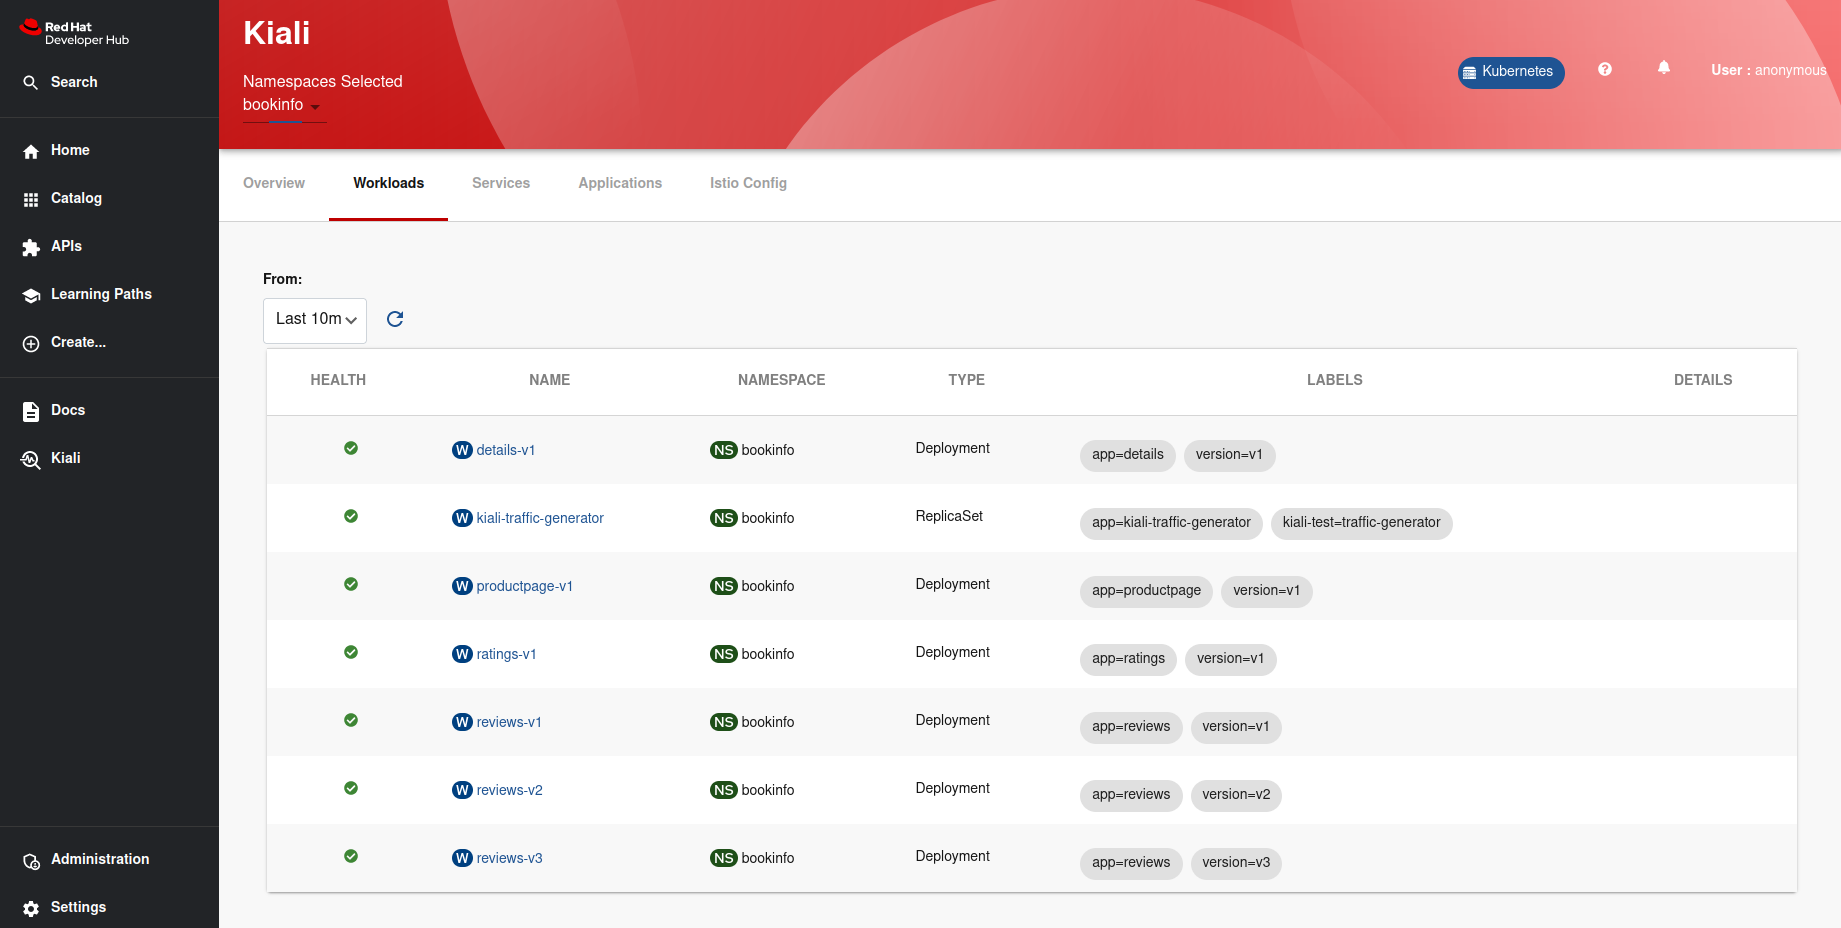 Red Hat
Developer Hub
Search
Home
Catalog
APIs
Learning Paths
Create...
Docs
Kiali
Administration
Settings
Kiali
Namespaces Selected
bookinfo
Kubernetes
User : anonymous
Overview Workloads Services Applications Istio Config
From:
Last 10m
HEALTH NAME NAMESPACE TYPE LABELS DETAILS
W details-v1 NS bookinfo Deployment app=details version=v1
W kiali-traffic-generator NS bookinfo ReplicaSet app=kiali-traffic-generator kiali-test=traffic-generator
W productpage-v1 NS bookinfo Deployment app=productpage version=v1
W ratings-v1 NS bookinfo Deployment app=ratings version=v1
W reviews-v1 NS bookinfo Deployment app=reviews version=v1
W reviews-v2 NS bookinfo Deployment app=reviews version=v2
W reviews-v3 NS bookinfo Deployment app=reviews version=v3